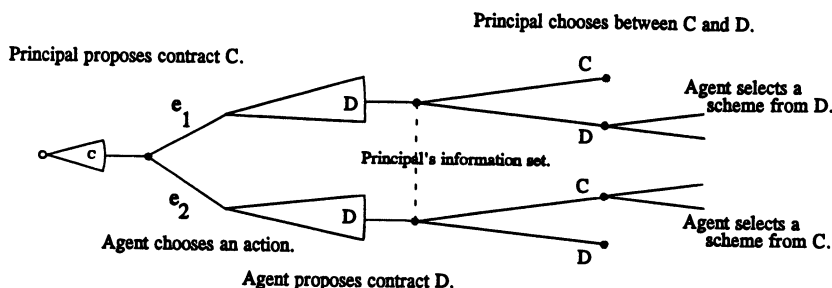 Principal chooses between C and D.
Principal proposes contract C.
C
Agent selects a
scheme from D.
e1
D
D
c
Principal's information set.
C
e2
D
Agent selects a
scheme from C.
Agent chooses an action.
D
Agent proposes contract D.